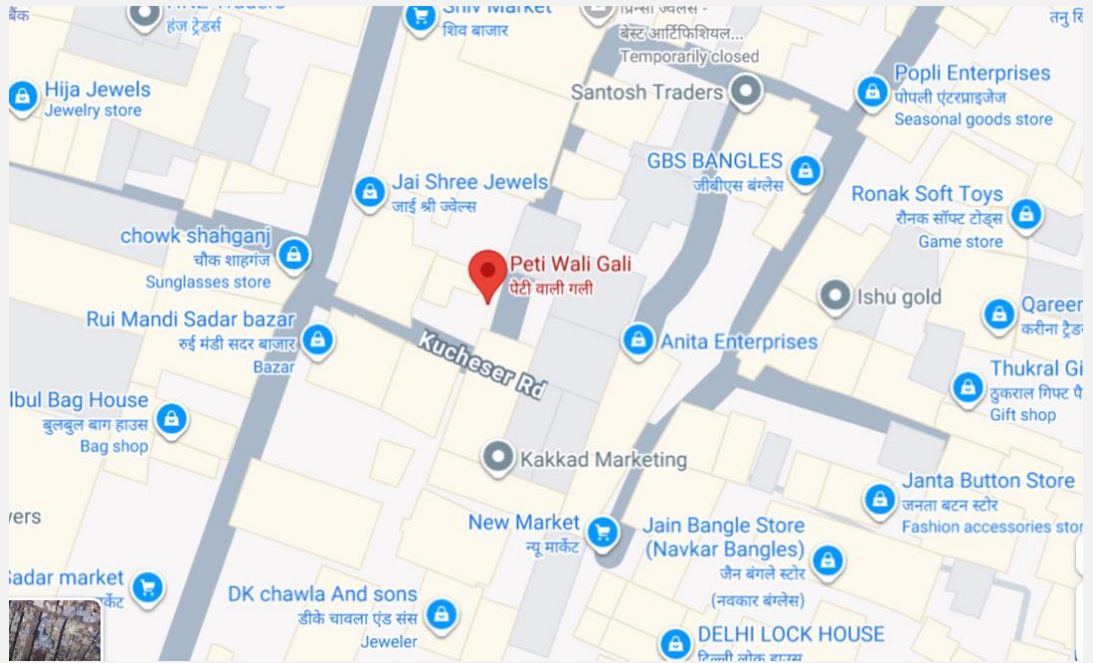 बैंक
हंज ट्रेडर्स
Shiv Market
शिव बाजार
बेस्ट आर्टिफिशियल...
Temporarily closed
Santosh Traders
Popli Enterprises
पोपली एंटरप्राइजेज
Seasonal goods store
Hija Jewels
Jewelry store
GBS BANGLES
जीबीएस बंग्लेस
Jai Shree Jewels
जाई श्री ज्वेल्स
Ronak Soft Toys
रौनक सॉफ्ट टोड्स
Game store
chowk shahganj
चौक शाहगंज
Sunglasses store
Peti Wali Gali
पेटी वाली गली
Ishu gold
Qareer
करीना ट्रैड
Rui Mandi Sadar bazar
रुई मंडी सदर बाजार
Bazar
Kucheser Rd
Anita Enterprises
Thukral Gi
ठुकराल गिफ्ट पै
Gift shop
lbul Bag House
बुलबुल बाग हाउस
Bag shop
Kakkad Marketing
Janta Button Store
जनता बटन स्टोर
Fashion accessories stor
vers
New Market
न्यू मार्केट
Jain Bangle Store
(Navkar Bangles)
जैन बंगले स्टोर
(नवकार बंग्लेस)
Sadar market
र्केट
DK chawla And sons
डीके चावला एंड संस
Jeweler
DELHI LOCK HOUSE
दिल्ली लोक हाउस